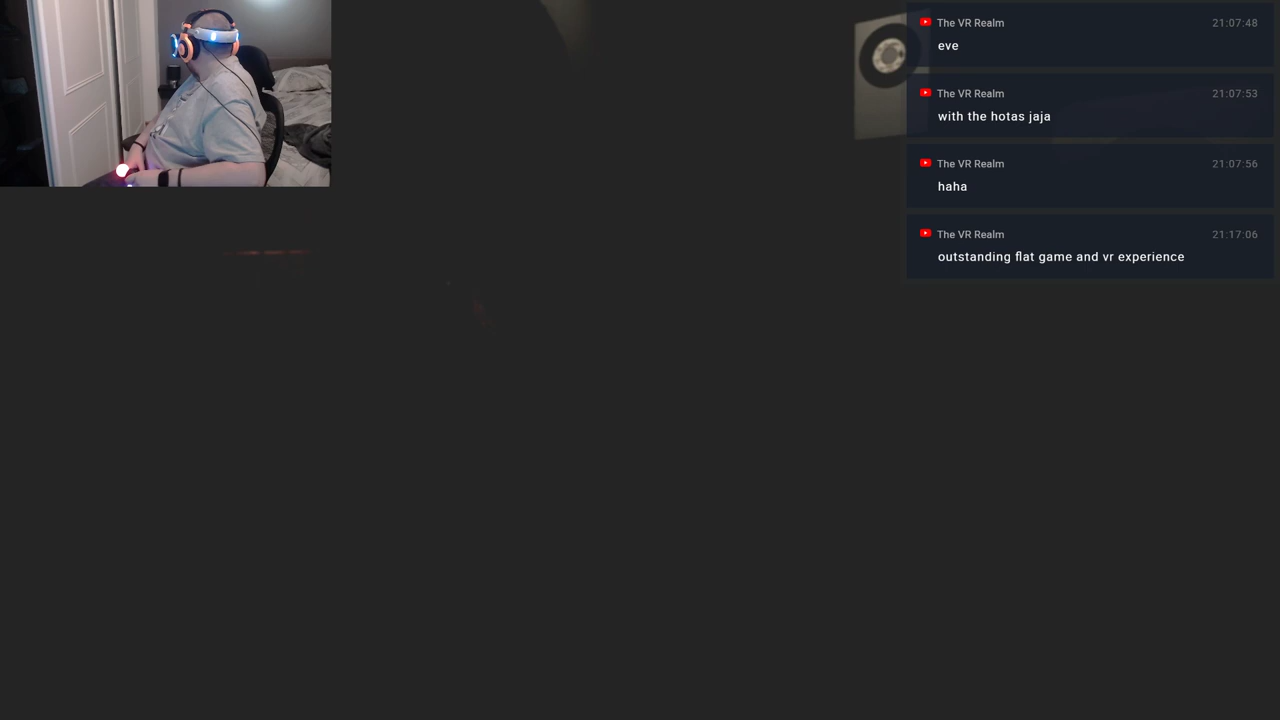 The VR Realm 21:07:48
eve
The VR Realm 21:07:53
with the hotas jaja
The VR Realm 21:07:56
haha
The VR Realm 21:17:06
outstanding flat game and vr experience